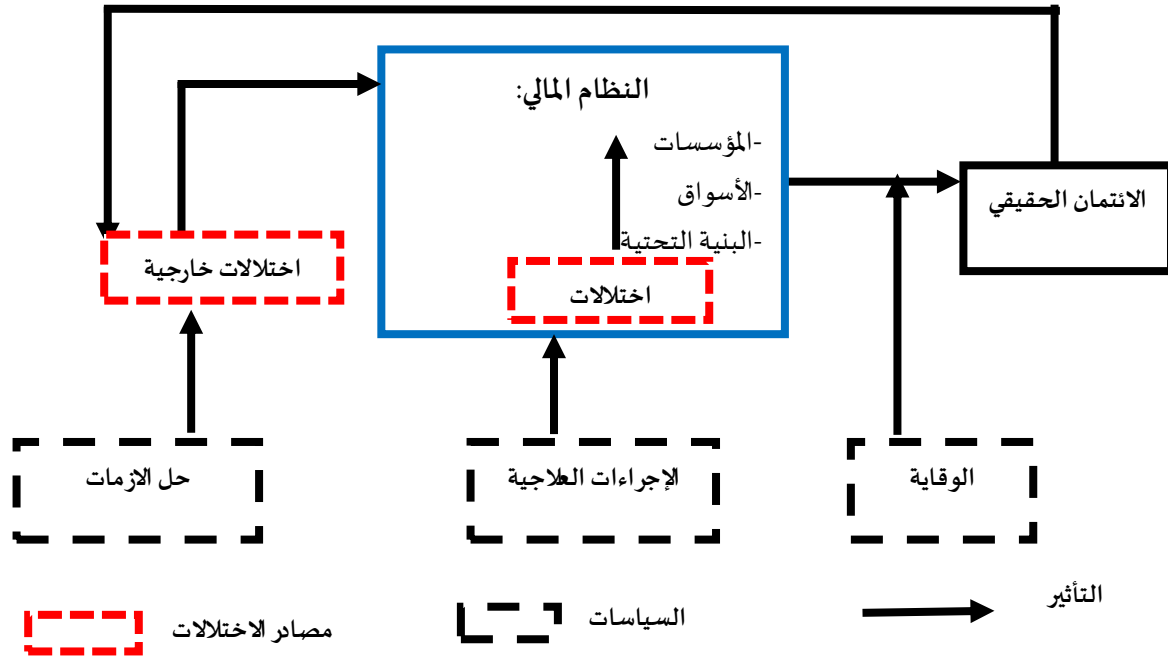 النظام المالي:
-المؤسسات
-الأسواق
-البنية التحتية
اختلالات
الائتمان الحقيقي
اختلالات خارجية
الوقاية
الإجراءات العلاجية
حل الازمات
التأثير
السياسات
مصادر الاختلالات